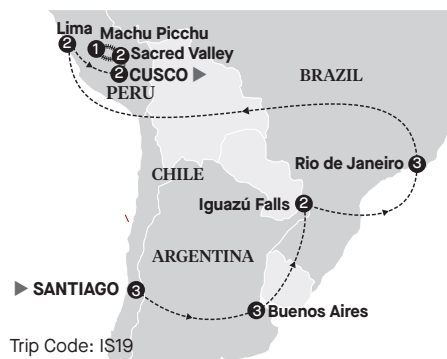 Lima
2
Machu Picchu
1
2 Sacred Valley
2 CUSCO ▶
PERU
BRAZIL
Rio de Janeiro 3
CHILE
Iguazú Falls 2
ARGENTINA
▶ SANTIAGO 3
3 Buenos Aires
Trip Code: IS19